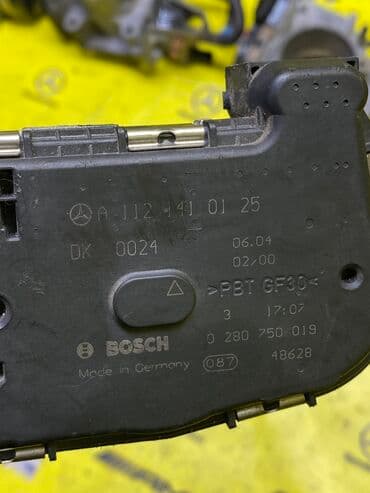 A 112 141 01 25
DK 0024 06.04
02/00
>PBT GF30<
3 17:07
BOSCH 0 280 750 019
Made in Germany 087 48628